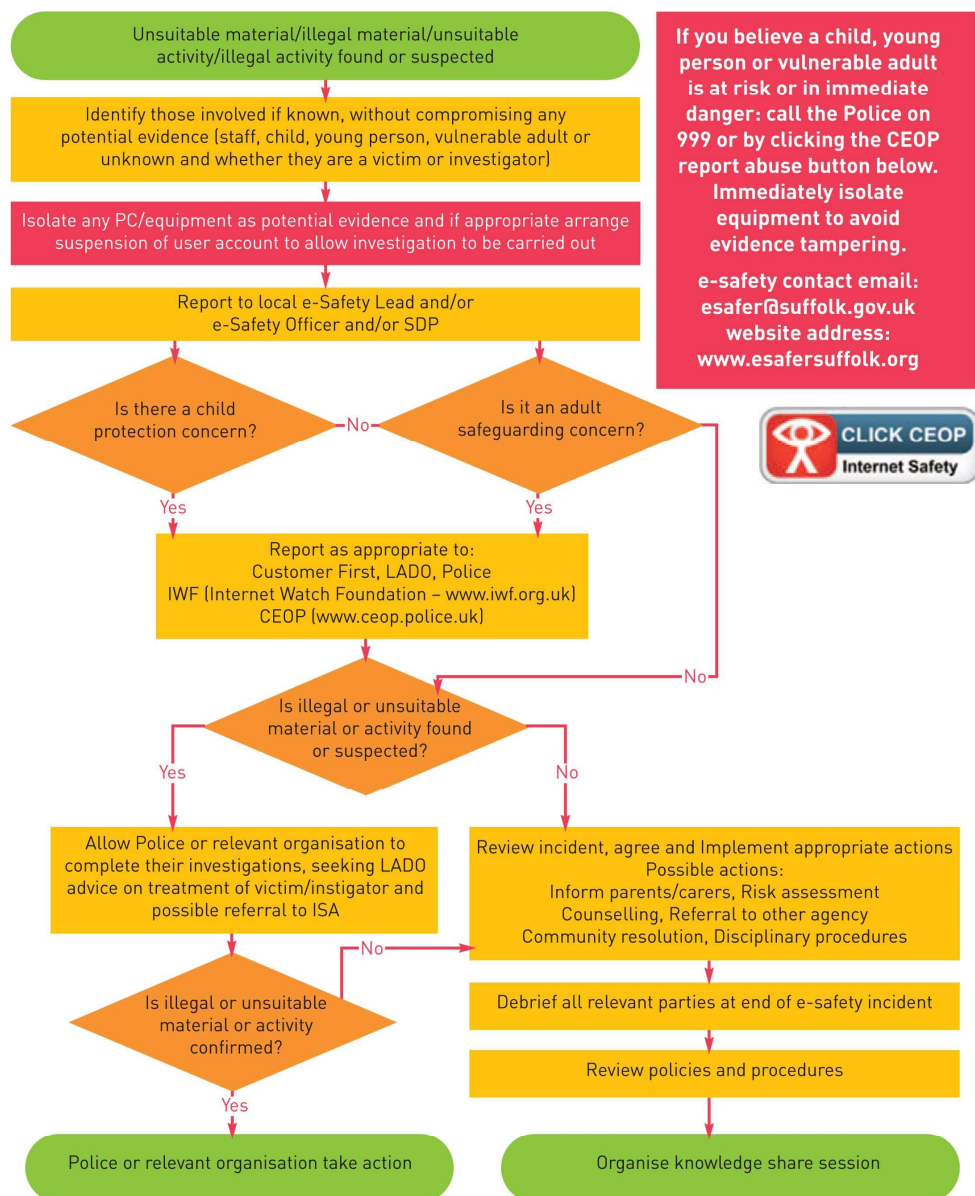 Unsuitable material/illegal material/unsuitable
activity/illegal activity found or suspected
If you believe a child, young
person or vulnerable adult
is at risk or in immediate
danger: call the Police on
999 or by clicking the CEOP
report abuse button below.
Immediately isolate
equipment to avoid
evidence tampering.
e-safety contact email:
esafer@suffolk.gov.uk
website address:
www.esafersuffolk.org
CLICK CEOP
Internet Safety
Identify those involved if known, without compromising any
potential evidence (staff, child, young person, vulnerable adult or
unknown and whether they are a victim or investigator)
Isolate any PC/equipment as potential evidence and if appropriate arrange
suspension of user account to allow investigation to be carried out
Report to local e-Safety Lead and/or
e-Safety Officer and/or SDP
Is there a child
protection concern?
No
Is it an adult
safeguarding concern?
Yes
Yes
No
Report as appropriate to:
Customer First, LADO, Police
IWF (Internet Watch Foundation – www.iwf.org.uk)
CEOP (www.ceop.police.uk)
Is illegal or unsuitable
material or activity found
or suspected?
Yes
No
Allow Police or relevant organisation to
complete their investigations, seeking LADO
advice on treatment of victim/instigator and
possible referral to ISA
Review incident, agree and Implement appropriate actions
Possible actions:
Inform parents/carers, Risk assessment
Counselling, Referral to other agency
Community resolution, Disciplinary procedures
No
Is illegal or unsuitable
material or activity
confirmed?
Debrief all relevant parties at end of e-safety incident
Review policies and procedures
Yes
Police or relevant organisation take action
Organise knowledge share session